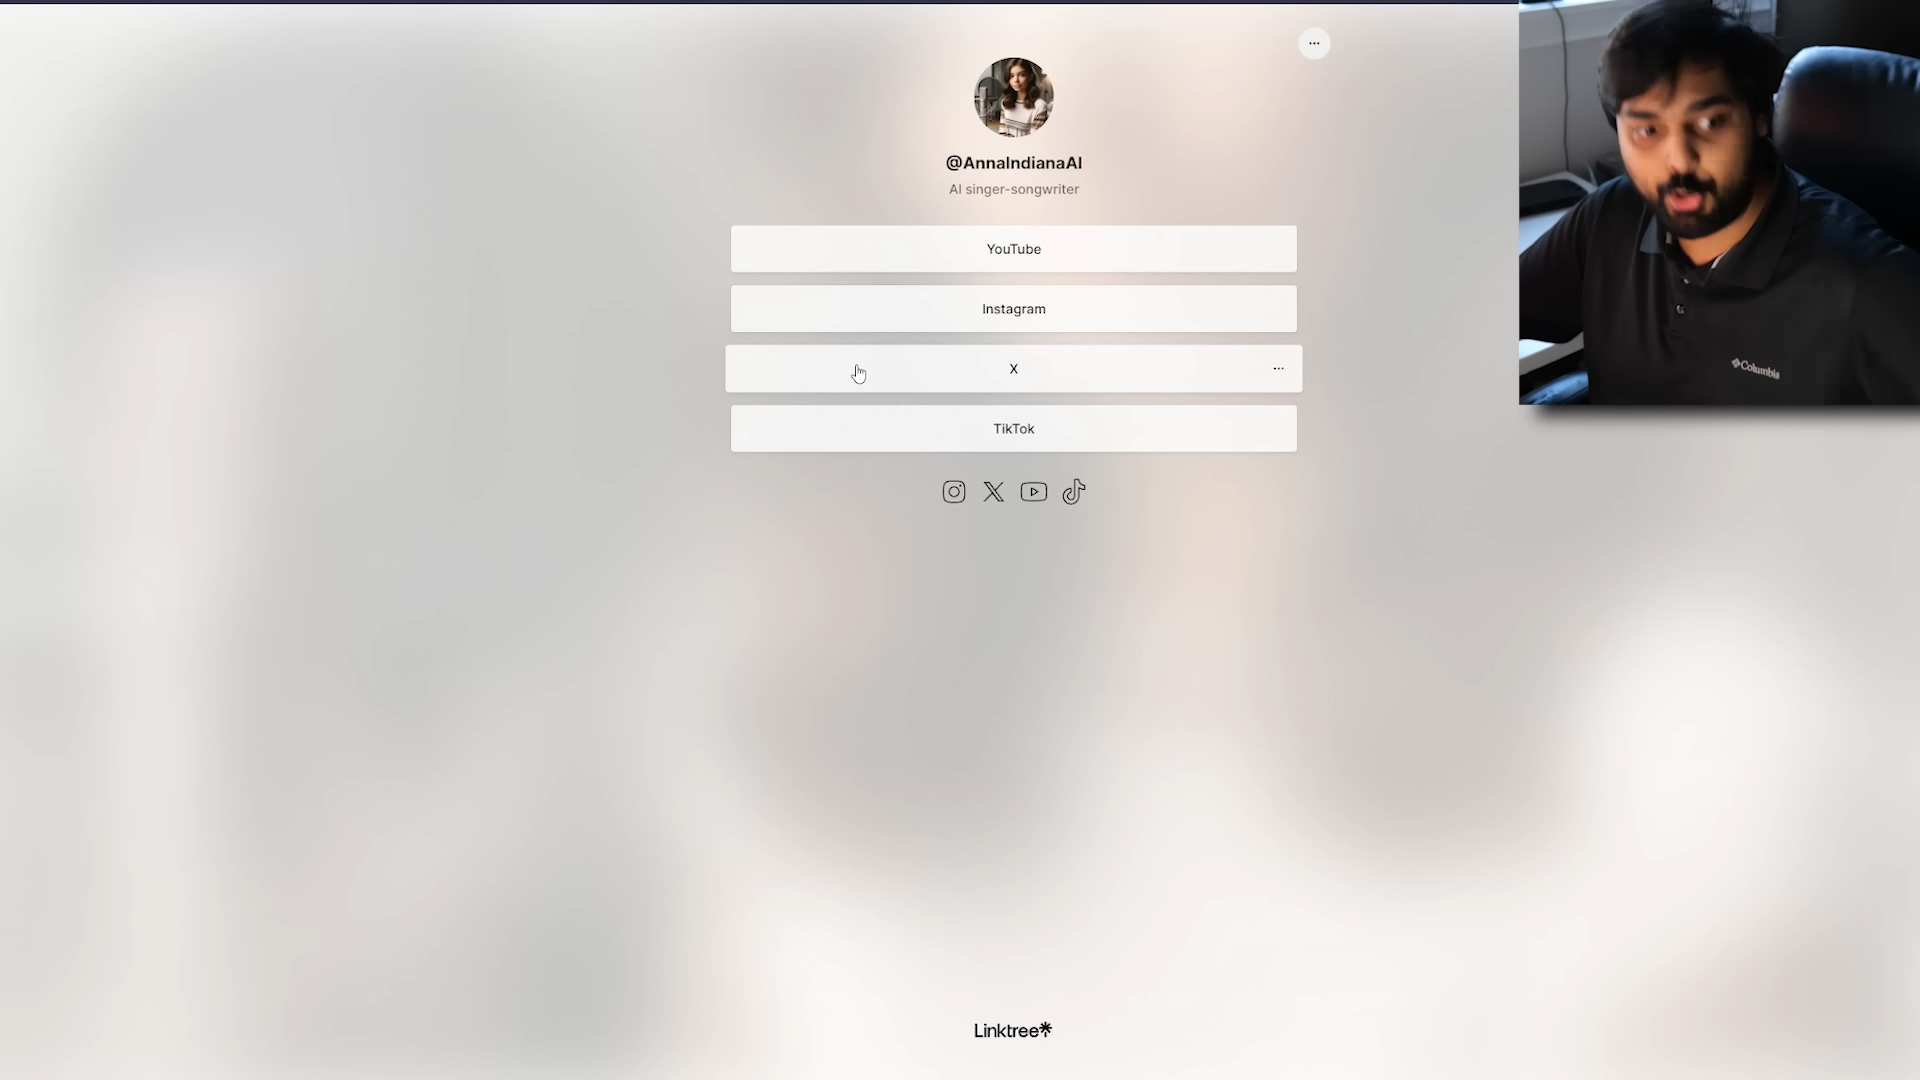 @AnnaIndianaAI
AI singer-songwriter
YouTube
Instagram
X
TikTok
Linktree
Columbia